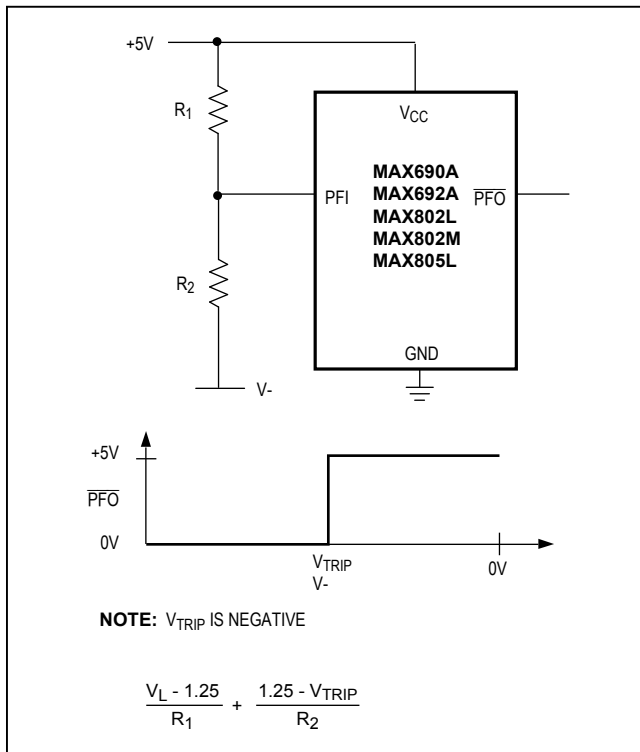 +5V
R1
VCC
MAX690A
MAX692A
MAX802L
MAX802M
MAX805L
PFI
PFO
R2
GND
V-
+5V
PFO
0V
VTRIP
V-
0V
NOTE: VTRIP IS NEGATIVE
VL - 1.25 / R1 + 1.25 - VTRIP / R2